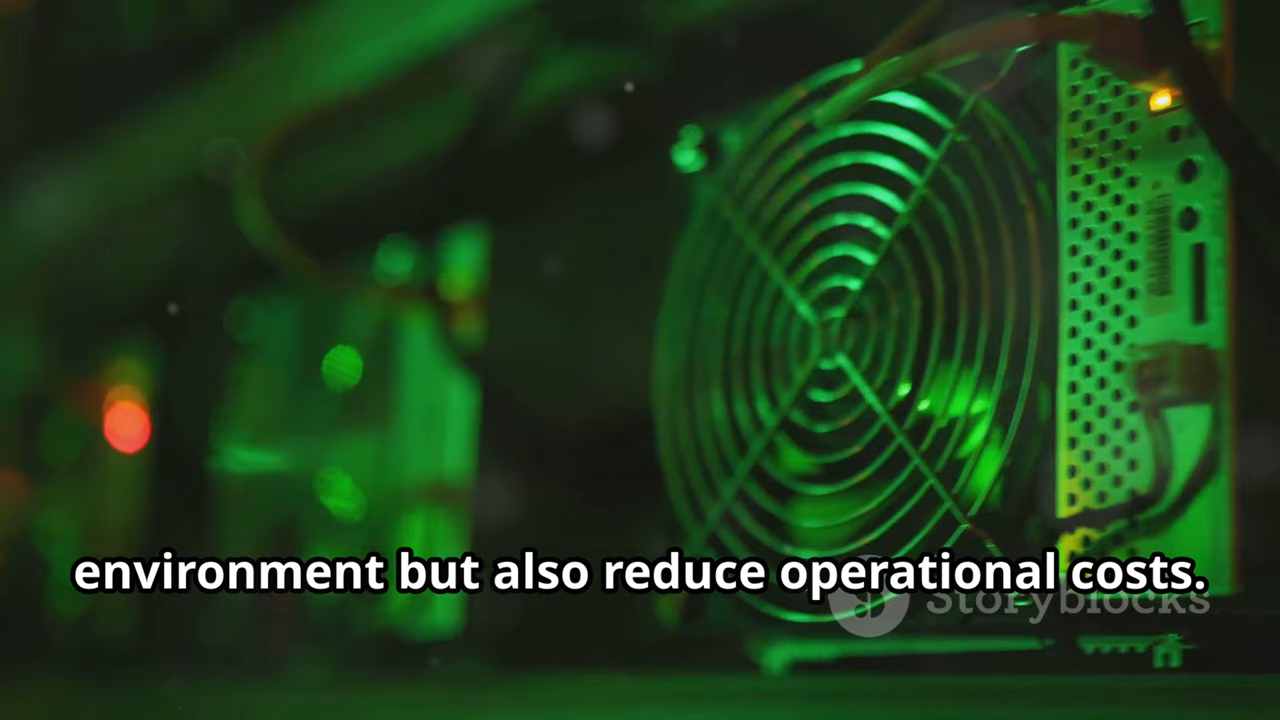 environment but also reduce operational costs.
Storyblocks